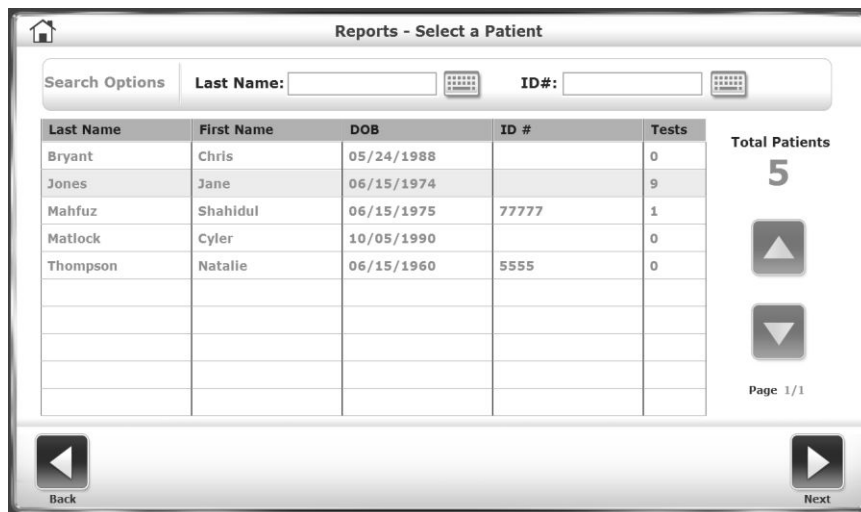 Reports - Select a Patient
Search Options Last Name: ID#:
Last Name First Name DOB ID # Tests
Bryant Chris 05/24/1988 0
Jones Jane 06/15/1974 9
Mahfuz Shahidul 06/15/1975 77777 1
Matlock Cyler 10/05/1990 0
Thompson Natalie 06/15/1960 5555 0
Total Patients
5
Page 1/1
Back Next